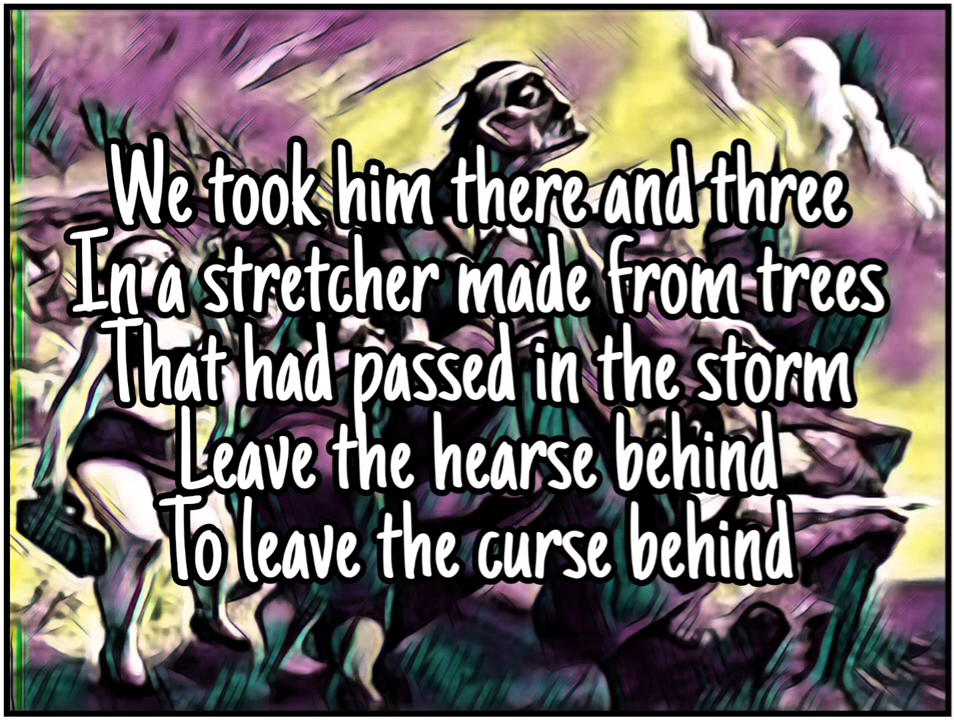 We took him there and three
In a stretcher made from trees
That had passed in the storm
Leave the hearse behind
To leave the curse behind